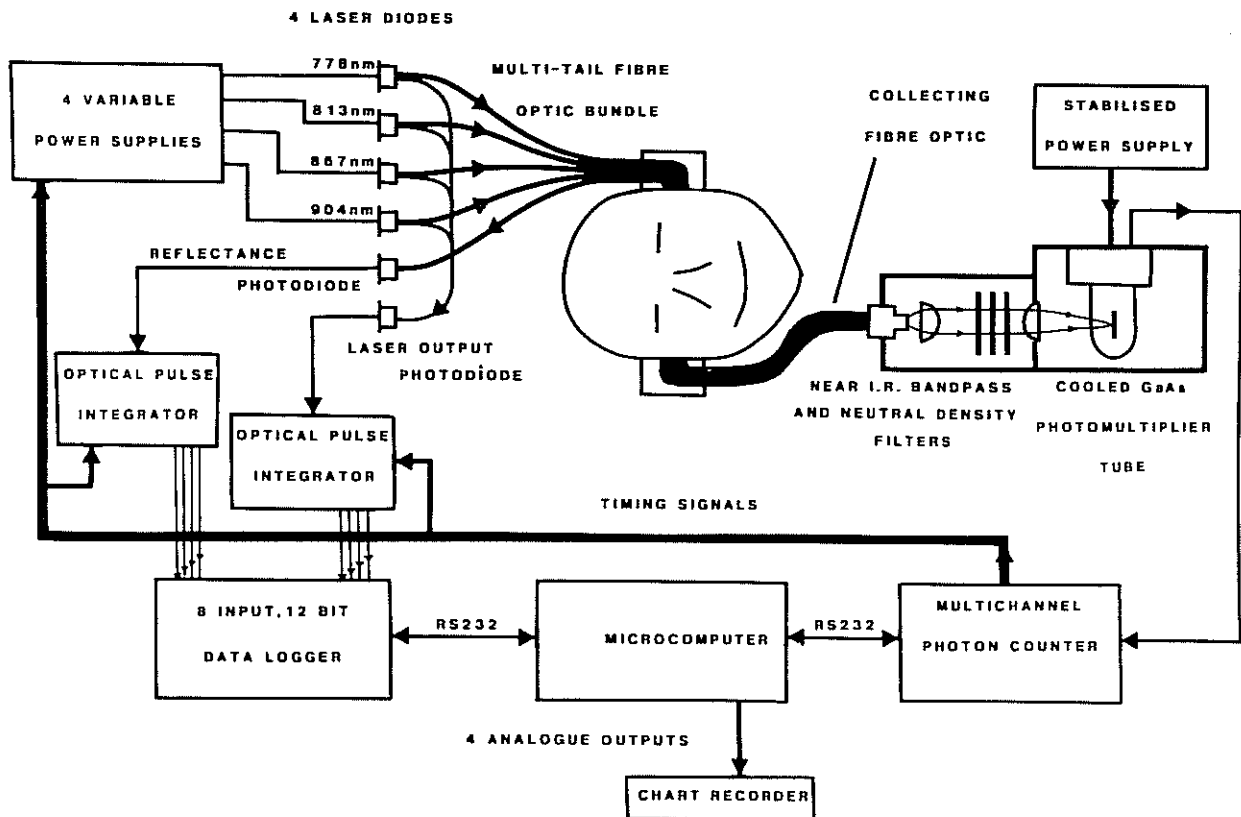 4 LASER DIODES
778nm
813nm
867nm
904nm
4 VARIABLE
POWER SUPPLIES
MULTI-TAIL FIBRE
OPTIC BUNDLE
COLLECTING
FIBRE OPTIC
STABILISED
POWER SUPPLY
REFLECTANCE
PHOTODIODE
LASER OUTPUT
PHOTODIODE
OPTICAL PULSE
INTEGRATOR
OPTICAL PULSE
INTEGRATOR
NEAR I.R. BANDPASS
AND NEUTRAL DENSITY
FILTERS
COOLED GaAs
PHOTOMULTIPLIER
TUBE
TIMING SIGNALS
8 INPUT, 12 BIT
DATA LOGGER
RS232
MICROCOMPUTER
RS232
MULTICHANNEL
PHOTON COUNTER
4 ANALOGUE OUTPUTS
CHART RECORDER